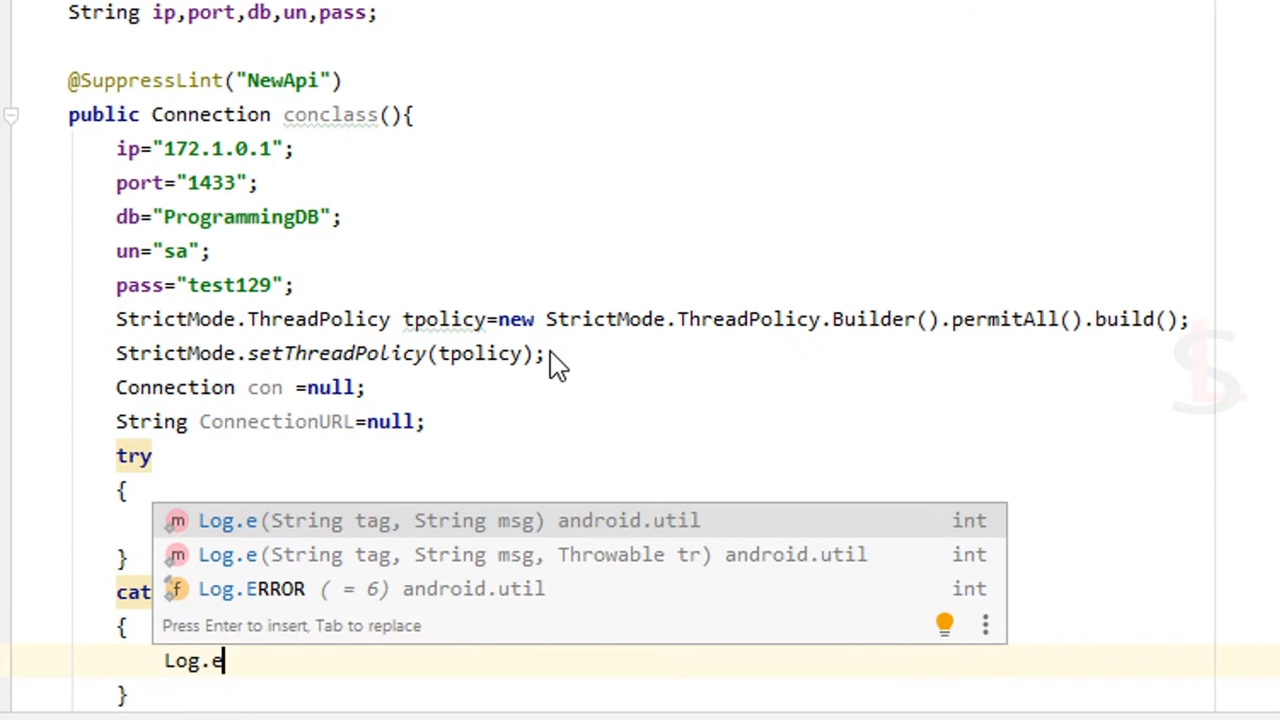 String ip,port,db,un,pass;
@SuppressLint("NewApi")
public Connection conclass(){
ip="172.1.0.1";
port="1433";
db="ProgrammingDB";
un="sa";
pass="test129";
StrictMode.ThreadPolicy tpolicy=new StrictMode.ThreadPolicy.Builder().permitAll().build();
StrictMode.setThreadPolicy(tpolicy);
Connection con =null;
String ConnectionURL=null;
try
{
Log.e(String tag, String msg) android.util int
Log.e(String tag, String msg, Throwable tr) android.util int
}
cat
Log.ERROR ( = 6) android.util int
{
Press Enter to insert, Tab to replace
Log.e
}